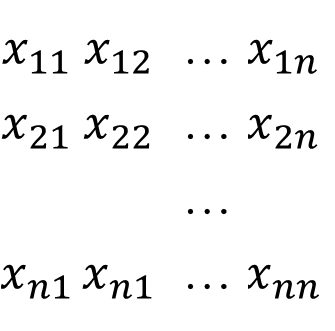 x₁₁ x₁₂ … x₁ₙ
x₂₁ x₂₂ … x₂ₙ
…
xₙ₁ xₙ₁ … xₙₙ